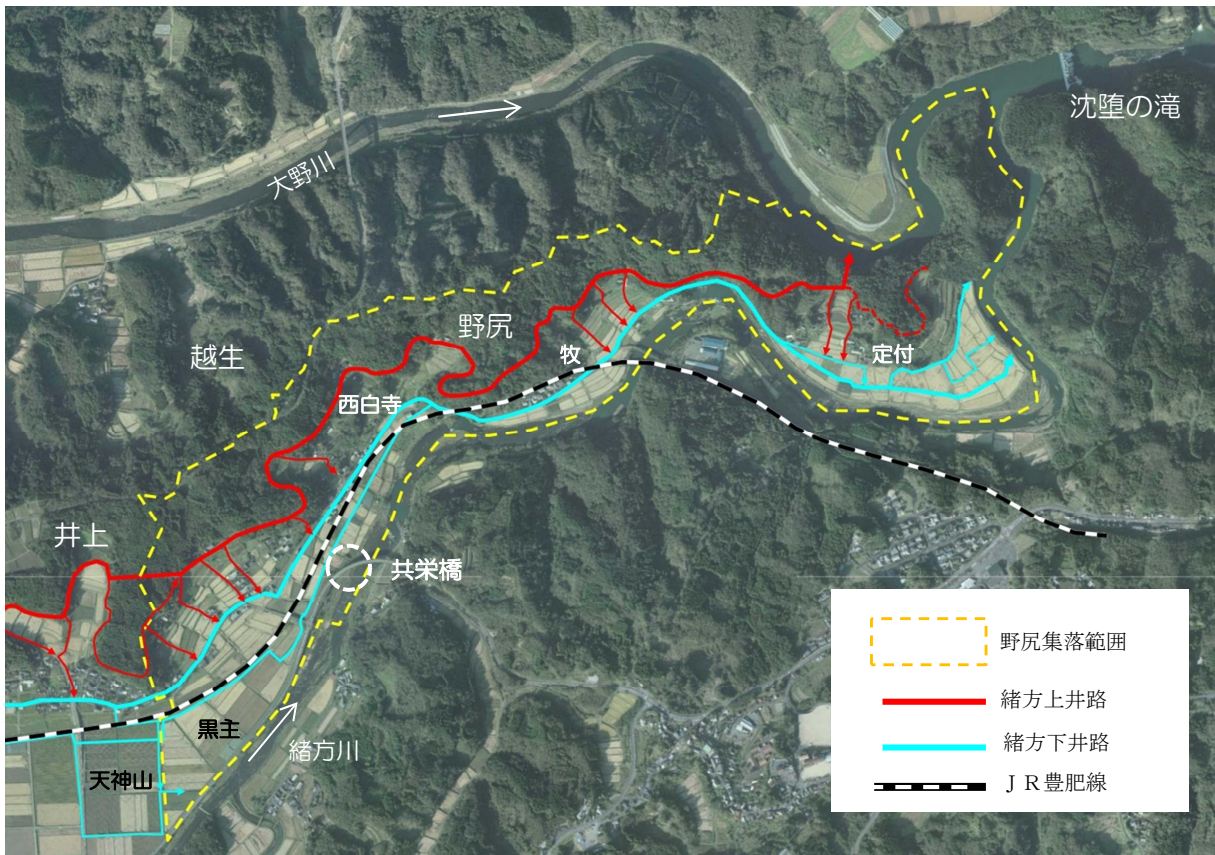 沈堕の滝
大野川
野尻
越生
牧
定付
西白寺
井上
共栄橋
黒主
緒方川
天神山
野尻集落範囲
緒方上井路
緒方下井路
ＪＲ豊肥線